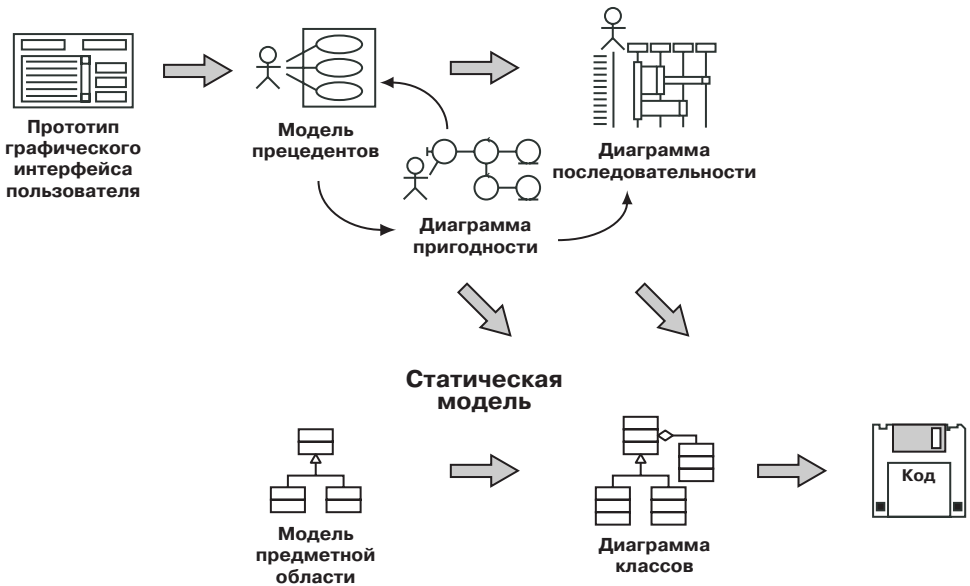 Прототип
графического
интерфейса
пользователя
Модель
прецедентов
Диаграмма
последовательности
Диаграмма
пригодности
Статическая
модель
Модель
предметной
области
Диаграмма
классов
Код